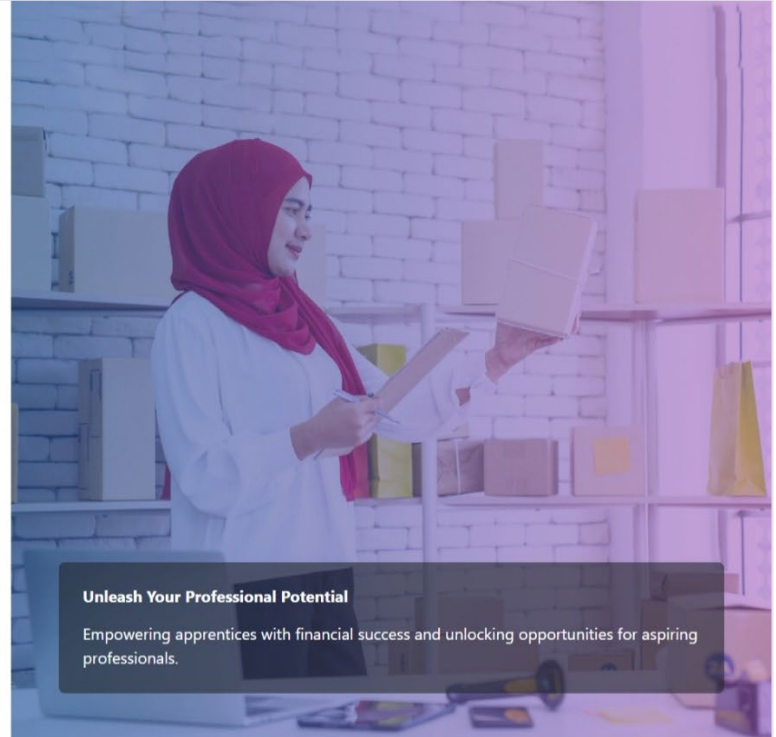 Unleash Your Professional Potential
Empowering apprentices with financial success and unlocking opportunities for aspiring
professionals.